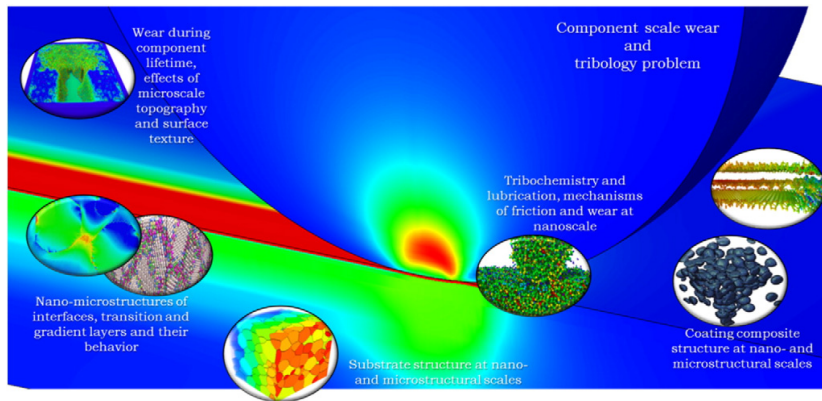 Wear during
component
lifetime,
effects of
microscale
topography
and surface
texture
Component scale wear
and
tribology problem
Tribochemistry and
lubrication, mechanisms
of friction and wear at
nanoscale
Nano-microstructures of
interfaces, transition and
gradient layers and their
behavior
Substrate structure at nano-
and microstructural scales
Coating composite
structure at nano- and
microstructural scales